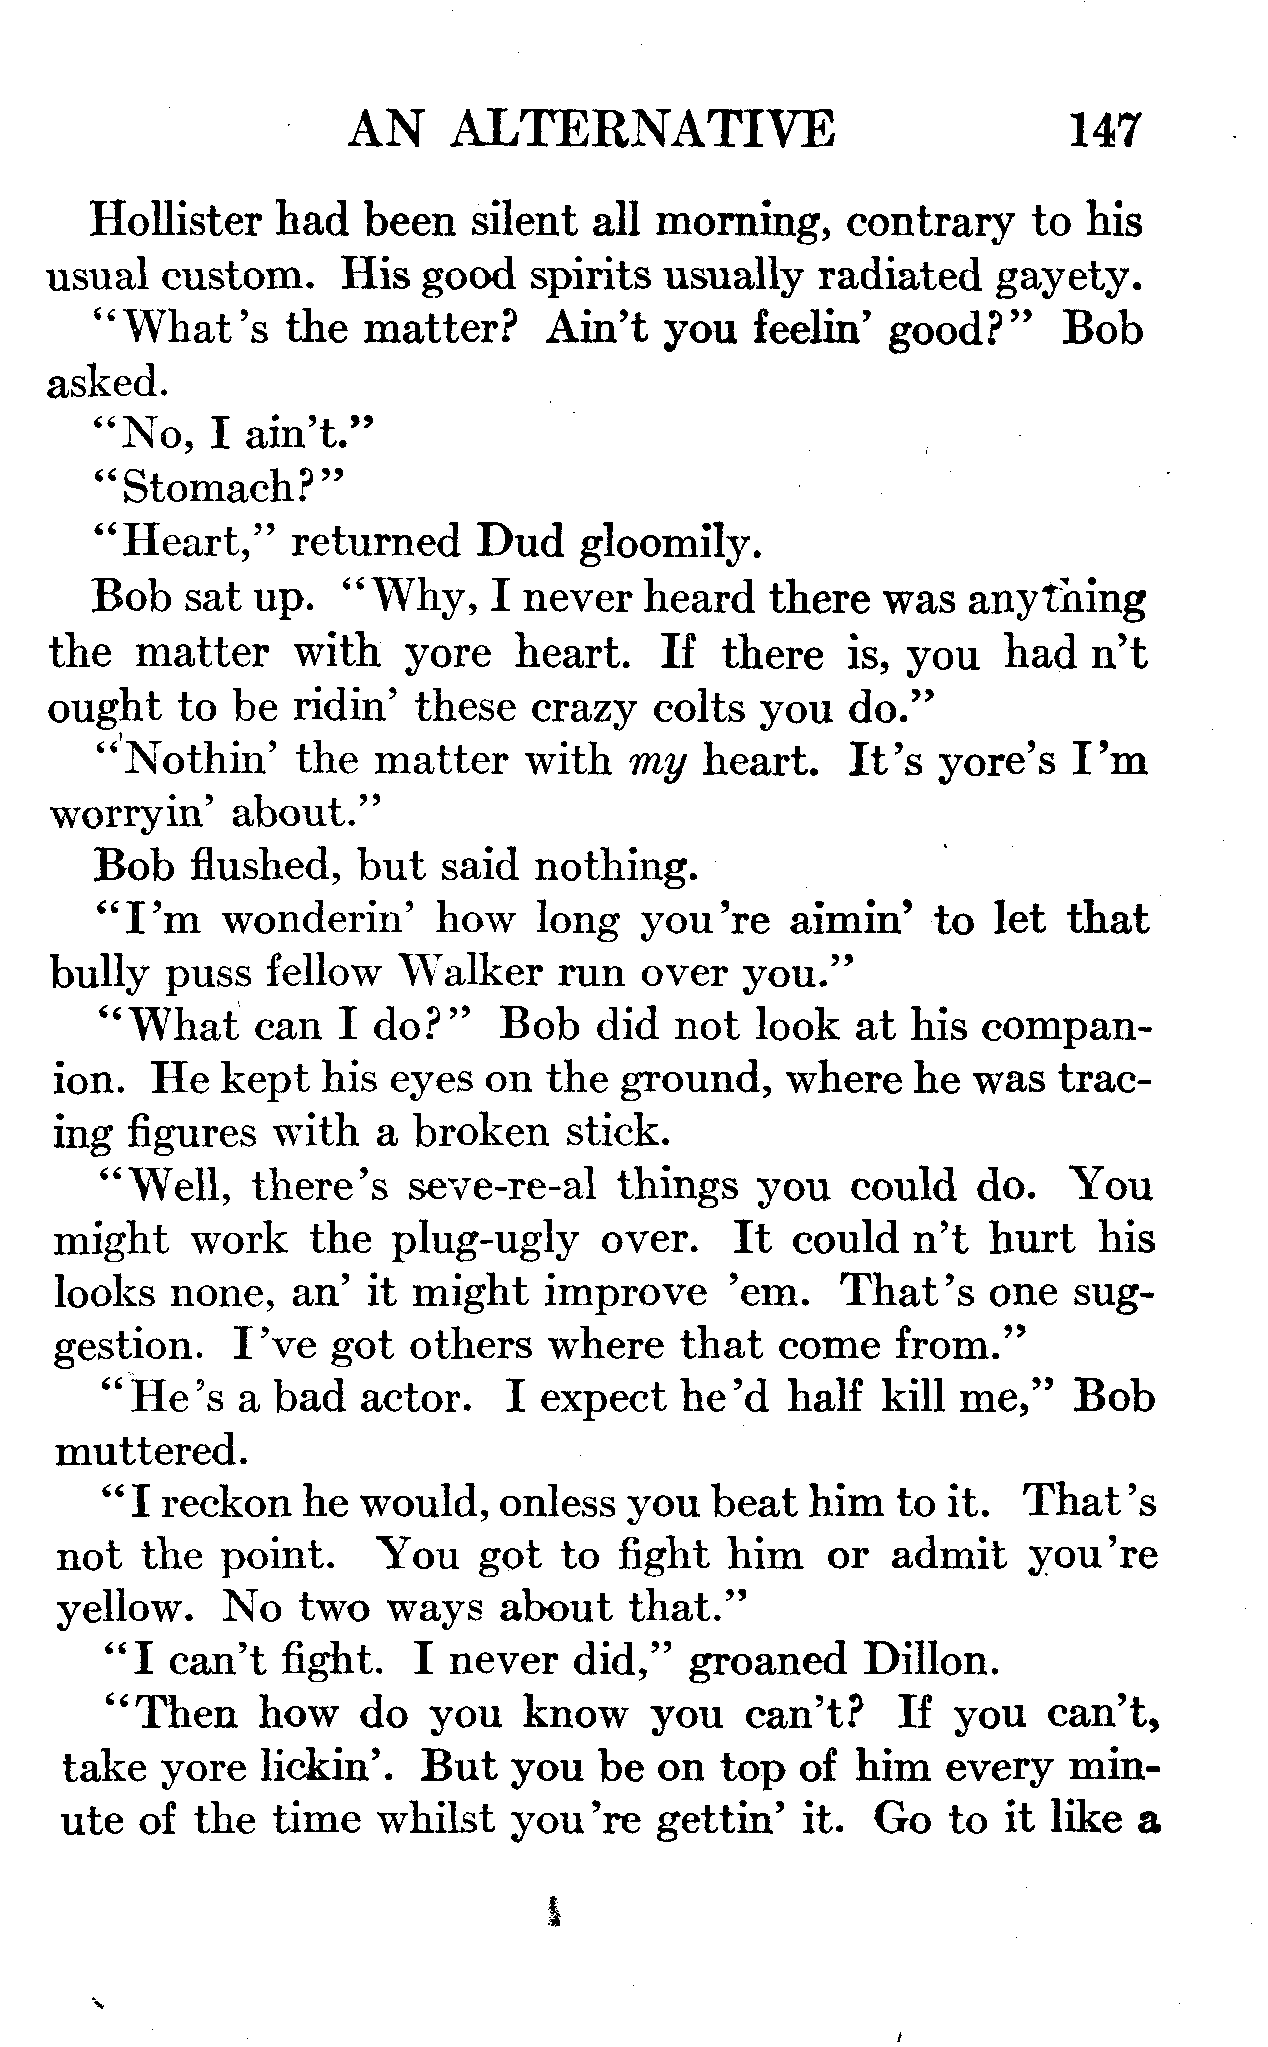 AN ALTERNATIVE 147
Hollister had been silent all morning, contrary to his
usual custom. His good spirits usually radiated gayety.
“What's the matter? Ain't you feelin' good?” Bob
asked.
“No, I ain't.”
“Stomach?”
“Heart,” returned Dud gloomily.
Bob sat up. “Why, I never heard there was anything
the matter with yore heart. If there is, you had n't
ought to be ridin' these crazy colts you do.”
“Nothin' the matter with my heart. It's yore's I'm
worryin' about.”
Bob flushed, but said nothing.
“I'm wonderin' how long you're aimin' to let that
bully puss fellow Walker run over you.”
“What can I do?” Bob did not look at his compan-
ion. He kept his eyes on the ground, where he was trac-
ing figures with a broken stick.
“Well, there's seve-re-al things you could do. You
might work the plug-ugly over. It could n't hurt his
looks none, an' it might improve 'em. That's one sug-
gestion. I've got others where that come from.”
“He's a bad actor. I expect he'd half kill me,” Bob
muttered.
“I reckon he would, onless you beat him to it. That's
not the point. You got to fight him or admit you're
yellow. No two ways about that.”
“I can't fight. I never did,” groaned Dillon.
“Then how do you know you can't? If you can't,
take yore lickin'. But you be on top of him every min-
ute of the time whilst you're gettin' it. Go to it like a